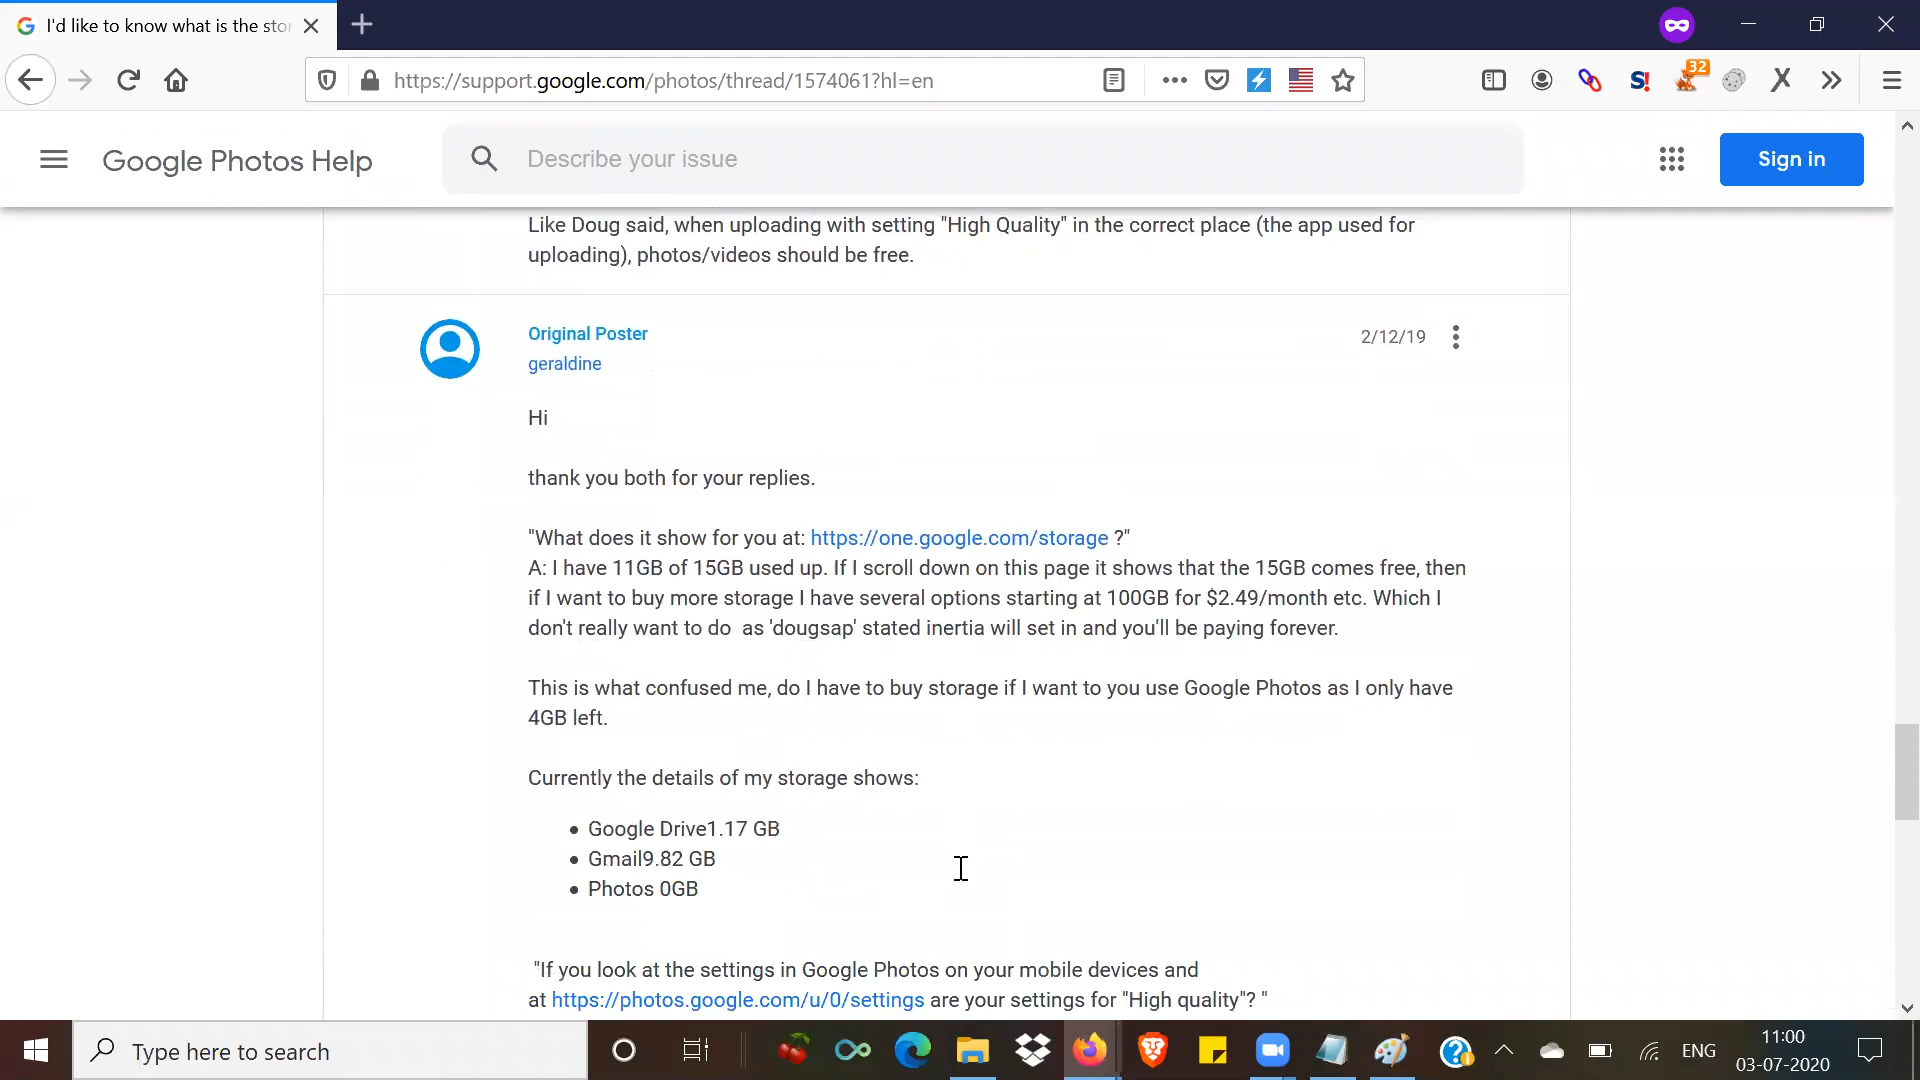 I'd like to know what is the sto
https://support.google.com/photos/thread/1574061?hl=en
32
Google Photos Help
Describe your issue
Sign in
Like Doug said, when uploading with setting "High Quality" in the correct place (the app used for
uploading), photos/videos should be free.
Original Poster
2/12/19
geraldine
Hi
thank you both for your replies.
"What does it show for you at: https://one.google.com/storage ?"
A: I have 11GB of 15GB used up. If I scroll down on this page it shows that the 15GB comes free, then
if I want to buy more storage I have several options starting at 100GB for $2.49/month etc. Which I
don't really want to do  as 'dougsap' stated inertia will set in and you'll be paying forever.
This is what confused me, do I have to buy storage if I want to you use Google Photos as I only have
4GB left.
Currently the details of my storage shows:
• Google Drive1.17 GB
• Gmail9.82 GB
• Photos 0GB
"If you look at the settings in Google Photos on your mobile devices and
at https://photos.google.com/u/0/settings are your settings for "High quality"? "
Type here to search
ENG
11:00
03-07-2020